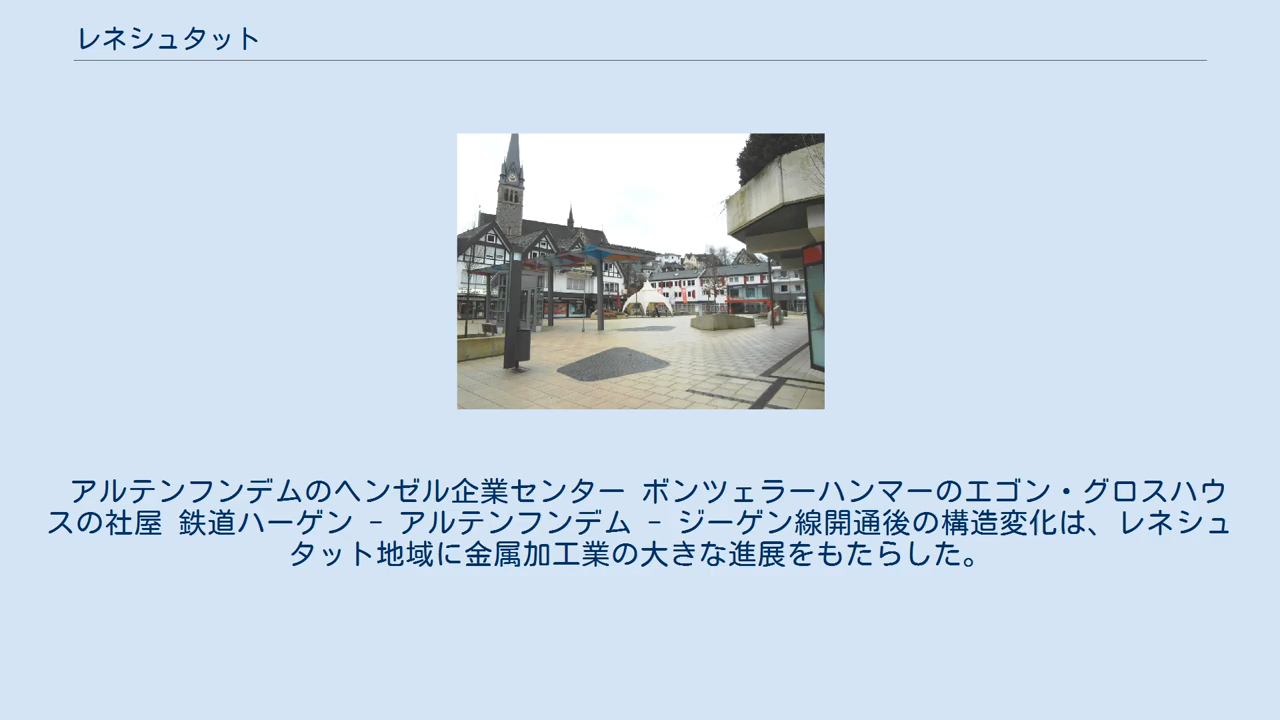 レネシュタット
アルテンフンデムのヘンゼル企業センター ボンツェラーハンマーのエゴン・グロスハウ
スの社屋 鉄道ハーゲン - アルテンフンデム - ジーゲン線開通後の構造変化は、レネシュ
タット地域に金属加工業の大きな進展をもたらした。